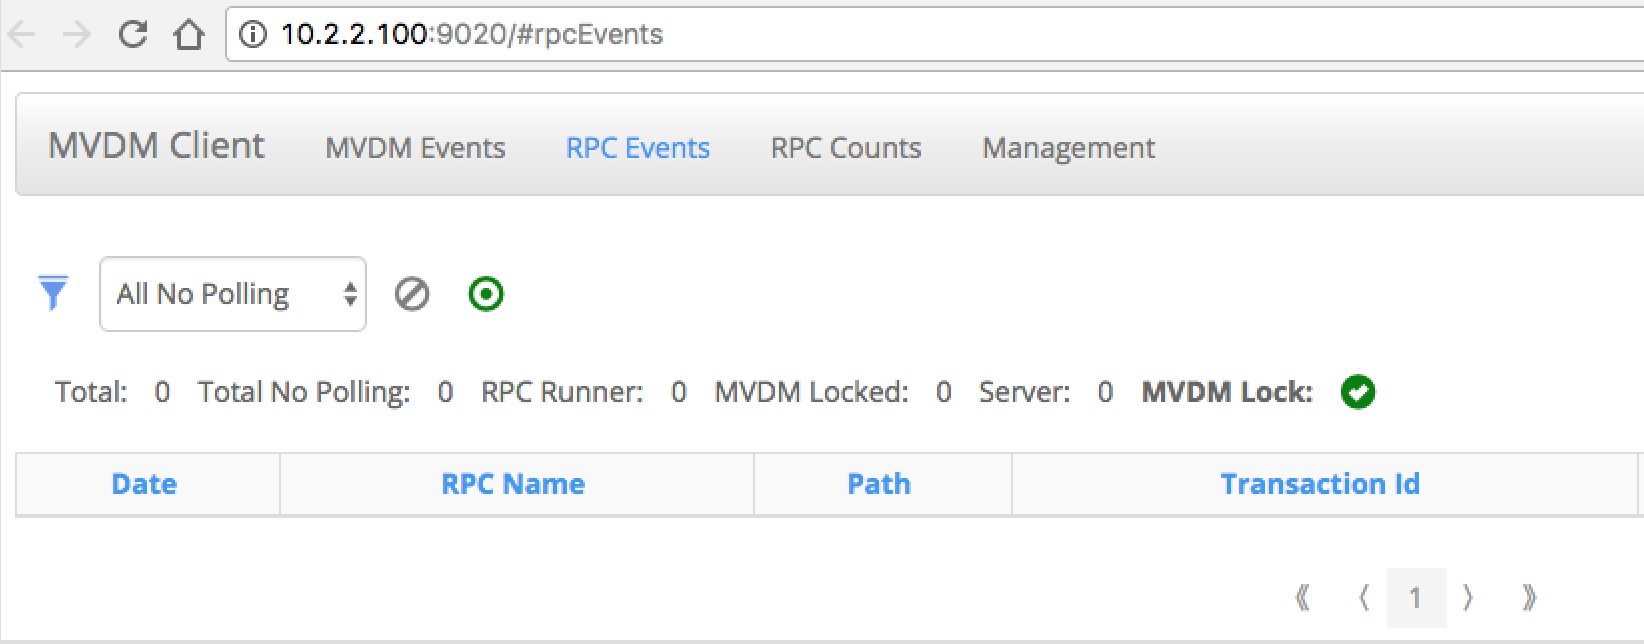 10.2.2.100:9020/#rpcEvents
MVDM Client MVDM Events RPC Events RPC Counts Management
All No Polling
Total: 0 Total No Polling: 0 RPC Runner: 0 MVDM Locked: 0 Server: 0 MVDM Lock:
Date RPC Name Path Transaction Id
⟪ ⟨ 1 ⟩ ⟫